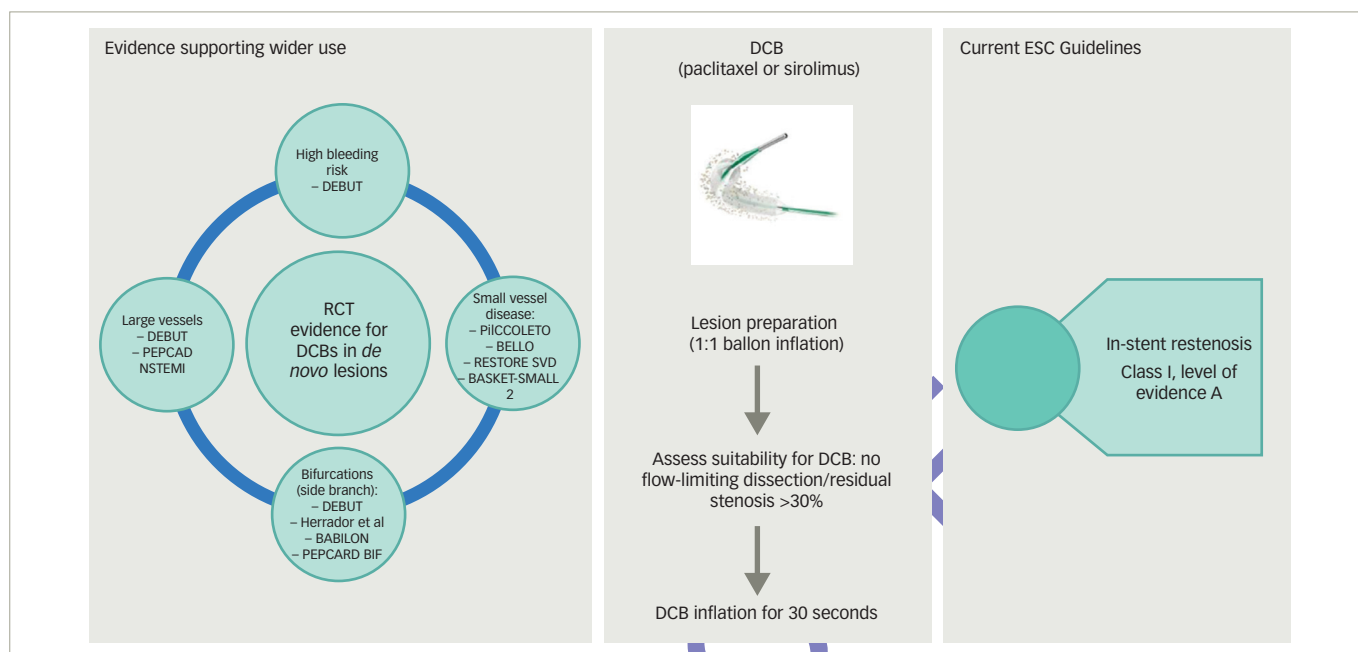 Evidence supporting wider use
High bleeding
risk
– DEBUT
Large vessels
– DEBUT
– PEPCAD
NSTEMI
RCT
evidence for
DCBs in de
novo lesions
Small vessel
disease:
– PilCCOLETO
– BELLO
– RESTORE SVD
– BASKET-SMALL
2
Bifurcations
(side branch):
– DEBUT
– Herrador et al
– BABILON
– PEPCARD BIF
DCB
(paclitaxel or sirolimus)
Lesion preparation
(1:1 ballon inflation)
Assess suitability for DCB: no
flow-limiting dissection/residual
stenosis >30%
DCB inflation for 30 seconds
Current ESC Guidelines
In-stent restenosis
Class I, level of
evidence A